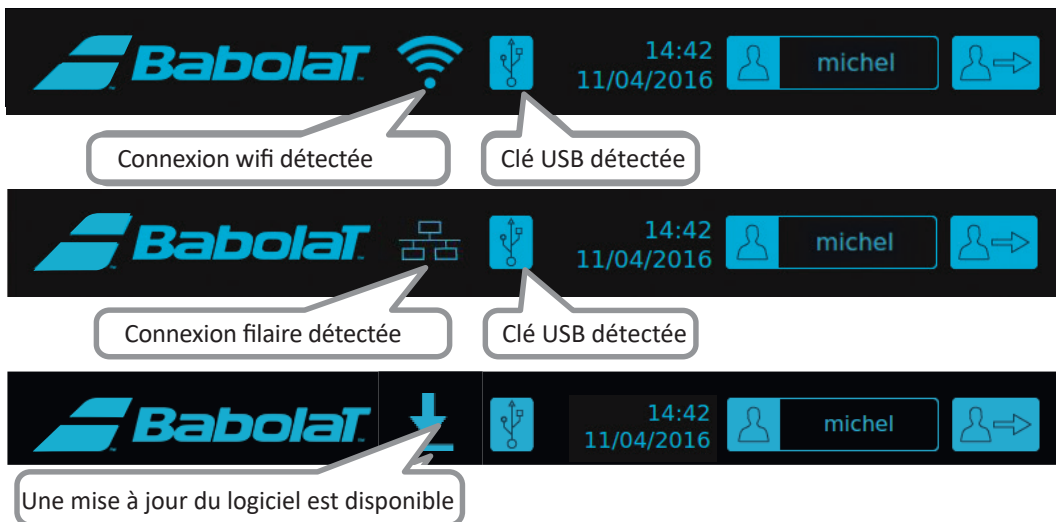 BabolaT 14:42 michel
11/04/2016
Connexion wifi détectée Clé USB détectée
BabolaT 14:42 michel
11/04/2016
Connexion filaire détectée Clé USB détectée
BabolaT 14:42 michel
11/04/2016
Une mise à jour du logiciel est disponible